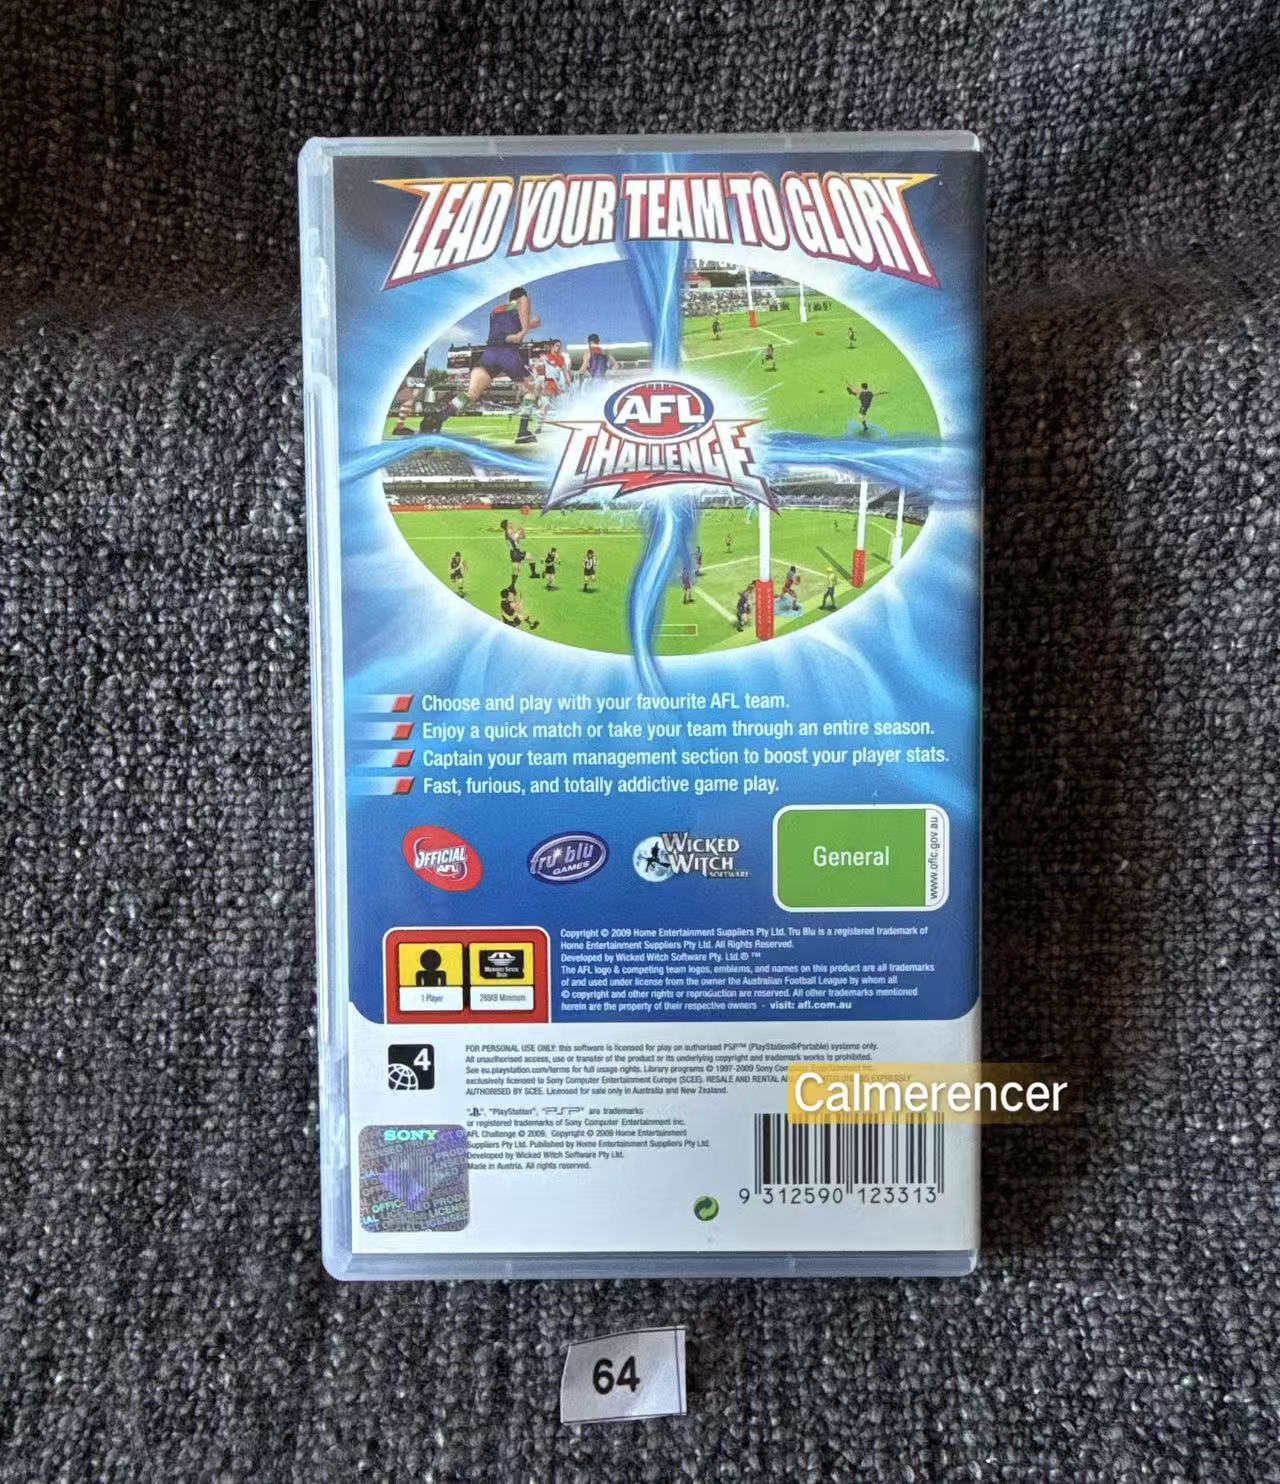 LEAD YOUR TEAM TO GLORY
AFL
CHALLENGE
Choose and play with your favourite AFL team.
Enjoy a quick match or take your team through an entire season.
Captain your team management section to boost your player stats.
Fast, furious, and totally addictive game play.
OFFICIAL
AFL
tru blu
GAMES
WICKED
WITCH
SOFTWARE
General
www.oflc.gov.au
Copyright © 2009 Home Entertainment Suppliers Pty Ltd. Tru Blu is a registered trademark of
Home Entertainment Suppliers Pty Ltd. All Rights Reserved.
Developed by Wicked Witch Software Pty. Ltd.® ™
The AFL logo & competing team logos, emblems, and names on this product are all trademarks
of and used under license from the owner the Australian Football League by whom all
© copyright and other rights or reproduction are reserved. All other trademarks mentioned
herein are the property of their respective owners - visit: afl.com.au
1 Player
MEMORY STICK
DUO
288KB Minimum
4
FOR PERSONAL USE ONLY: this software is licensed for play on authorised PSP™ (PlayStation®Portable) systems only.
All unauthorised access, use or transfer of the product or its underlying copyright and trademark works is prohibited.
See eu.playstation.com/terms for full usage rights. Library programs © 1997-2009 Sony Computer Entertainment Inc.
exclusively licensed to Sony Computer Entertainment Europe (SCEE). RESALE AND RENTAL ARE PROHIBITED UNLESS EXPRESSLY
AUTHORISED BY SCEE. Licensed for sale only in Australia and New Zealand.
Calmerencer
" ", "PlayStation", "PSP" are trademarks
or registered trademarks of Sony Computer Entertainment Inc.
AFL Challenge © 2009. Copyright © 2009 Home Entertainment
Suppliers Pty Ltd. Published by Home Entertainment Suppliers Pty Ltd.
Developed by Wicked Witch Software Pty Ltd.
Made in Austria. All rights reserved.
SONY
9 312590 123313
64